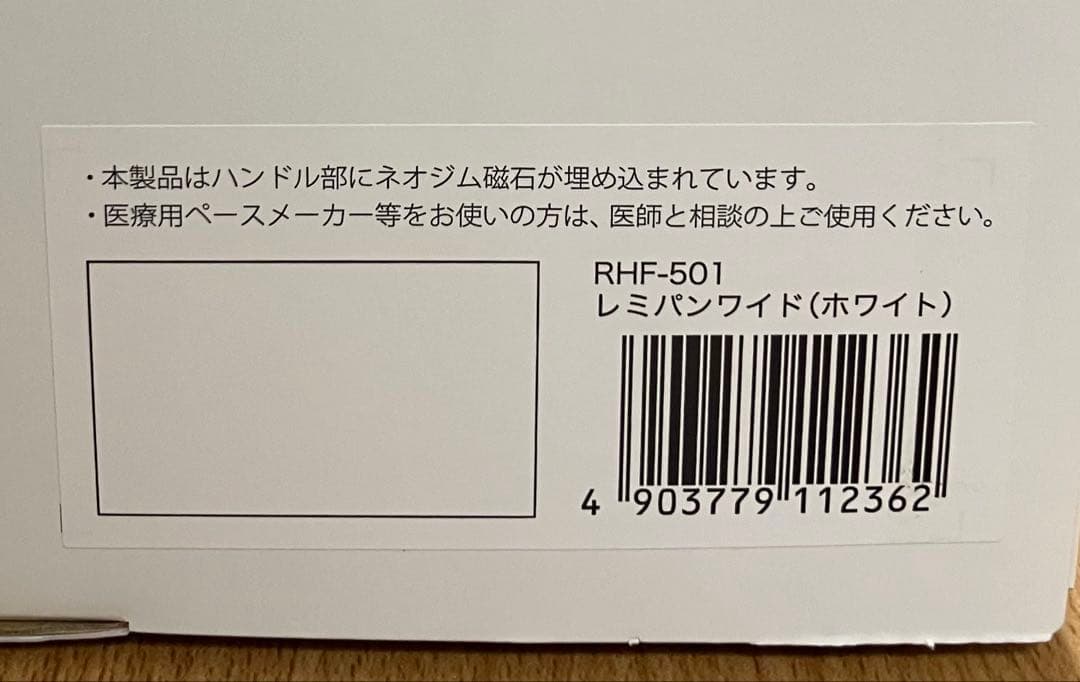 ・本製品はハンドル部にネオジム磁石が埋め込まれています。
・医療用ペースメーカー等をお使いの方は、医師と相談の上ご使用ください。
RHF-501
レミパンワイド(ホワイト)
4 903779 112362